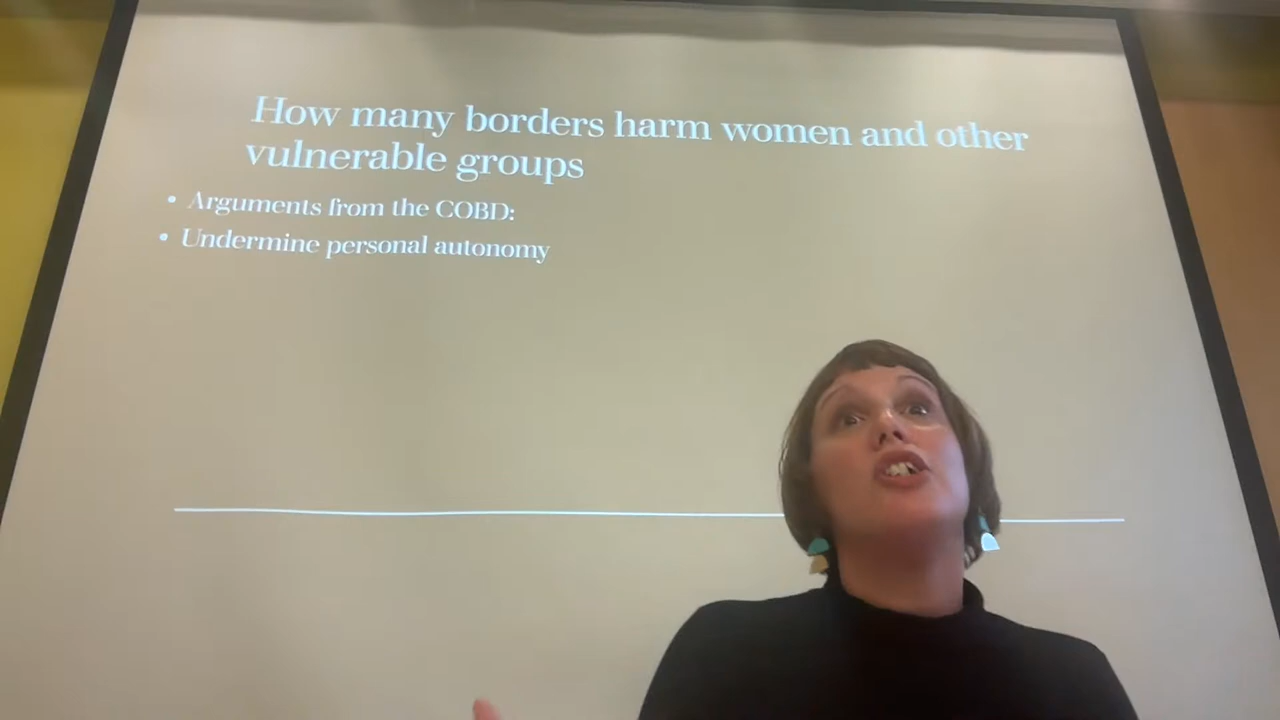 How many borders harm women and other
vulnerable groups
• Arguments from the COBD:
• Undermine personal autonomy